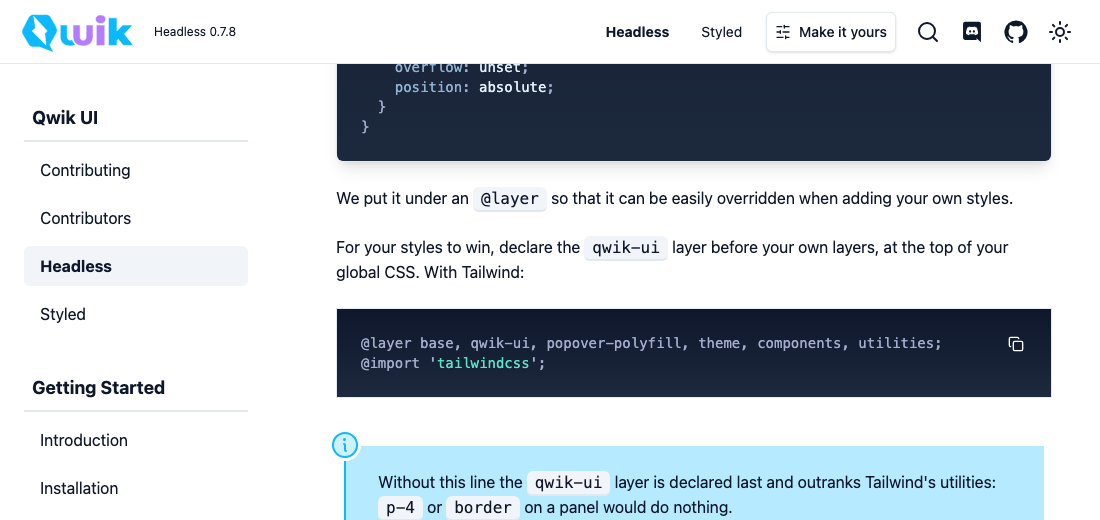 Qwik
Headless 0.7.8
Headless
Styled
Make it yours
Qwik UI
Contributing
Contributors
Headless
Styled
Getting Started
Introduction
Installation
overflow: unset;
position: absolute;
}
}
We put it under an @layer so that it can be easily overridden when adding your own styles.
For your styles to win, declare the qwik-ui layer before your own layers, at the top of your
global CSS. With Tailwind:
@layer base, qwik-ui, popover-polyfill, theme, components, utilities;
@import 'tailwindcss';
Without this line the qwik-ui layer is declared last and outranks Tailwind's utilities:
p-4 or border on a panel would do nothing.